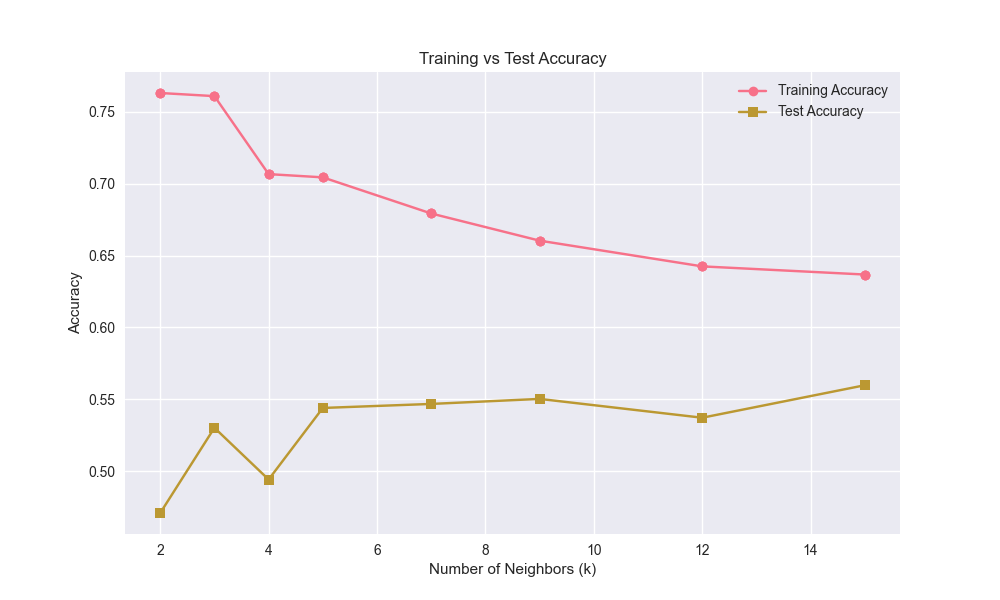 Training vs Test Accuracy
Training Accuracy
Test Accuracy
Accuracy
0.75
0.70
0.65
0.60
0.55
0.50
2 4 6 8 10 12 14
Number of Neighbors (k)